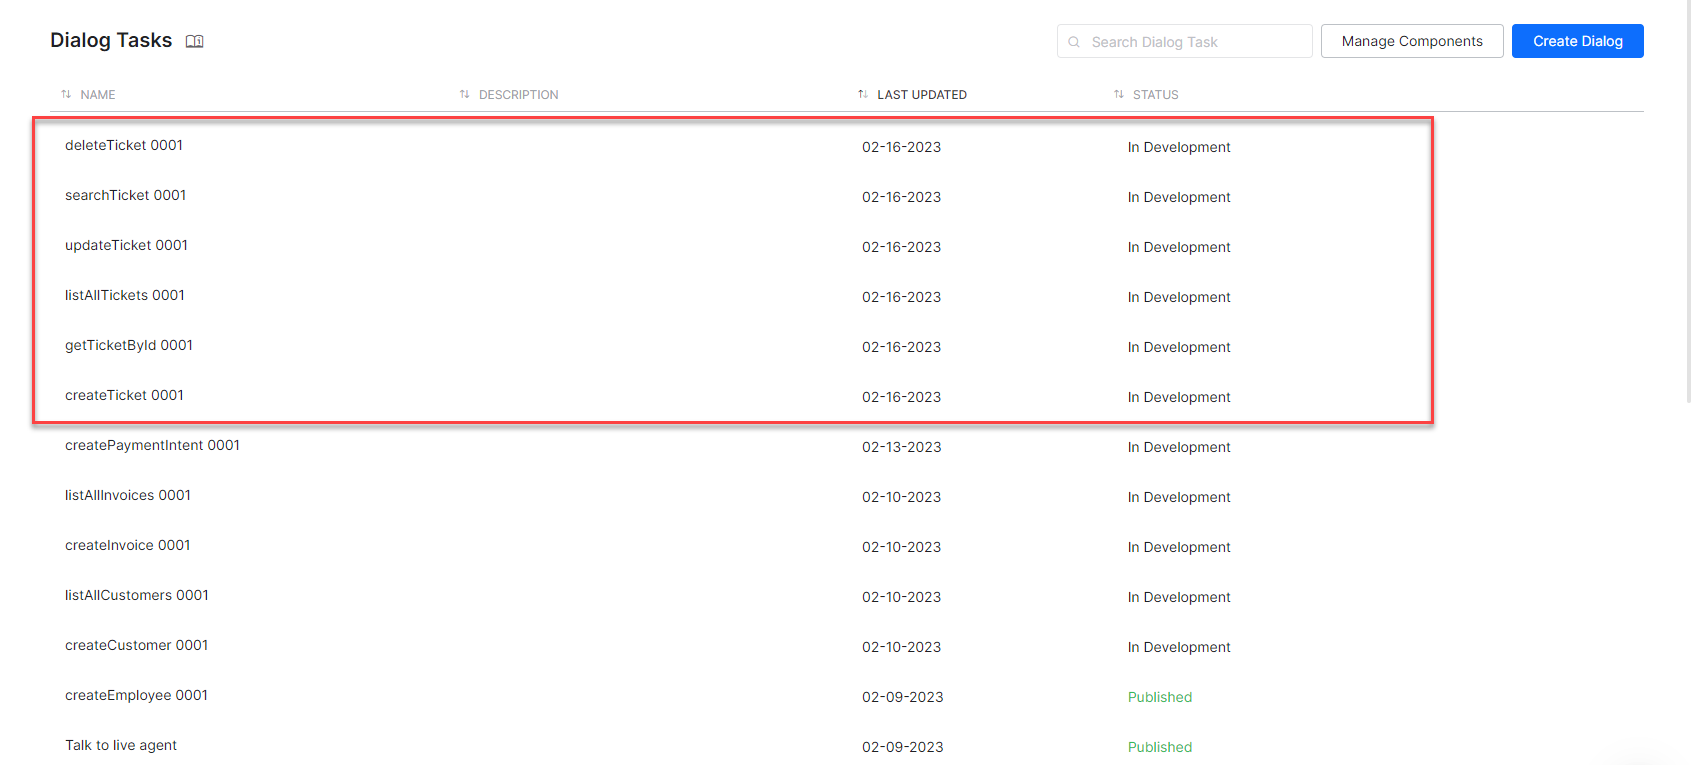 Dialog Tasks
Search Dialog Task
Manage Components
Create Dialog
NAME DESCRIPTION LAST UPDATED STATUS
deleteTicket 0001 02-16-2023 In Development
searchTicket 0001 02-16-2023 In Development
updateTicket 0001 02-16-2023 In Development
listAllTickets 0001 02-16-2023 In Development
getTicketById 0001 02-16-2023 In Development
createTicket 0001 02-16-2023 In Development
createPaymentIntent 0001 02-13-2023 In Development
listAllInvoices 0001 02-10-2023 In Development
createInvoice 0001 02-10-2023 In Development
listAllCustomers 0001 02-10-2023 In Development
createCustomer 0001 02-10-2023 In Development
createEmployee 0001 02-09-2023 Published
Talk to live agent 02-09-2023 Published